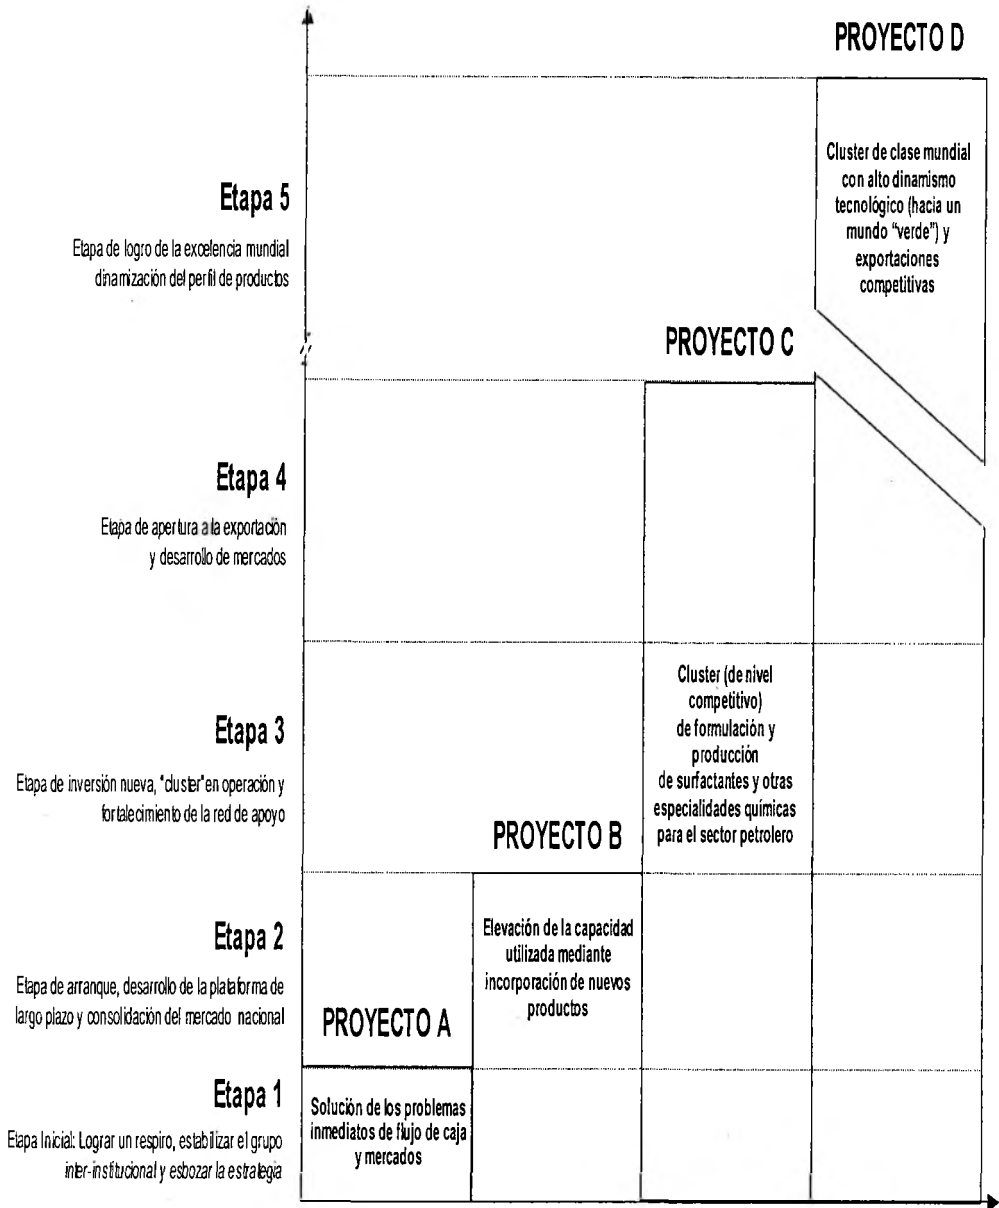 PROYECTO D
Cluster de clase mundial
con alto dinamismo
tecnológico (hacia un
mundo “verde”) y
exportaciones
competitivas
Etapa 5
Etapa de logro de la excelencia mundial
dinamización del perfil de productos
PROYECTO C
Etapa 4
Etapa de apertura a la exportación
y desarrollo de mercados
Cluster (de nivel
competitivo)
de formulación y
producción
de surfactantes y otras
especialidades químicas
para el sector petrolero
Etapa 3
Etapa de inversión nueva, "cluster" en operación y
fortalecimiento de la red de apoyo
PROYECTO B
Elevación de la capacidad
utilizada mediante
incorporación de nuevos
productos
Etapa 2
Etapa de arranque, desarrollo de la plataforma de
largo plazo y consolidación del mercado nacional
PROYECTO A
Etapa 1
Etapa Inicial: Lograr un respiro, estabilizar el grupo
inter-institucional y esbozar la estrategia
Solución de los problemas
inmediatos de flujo de caja
y mercados